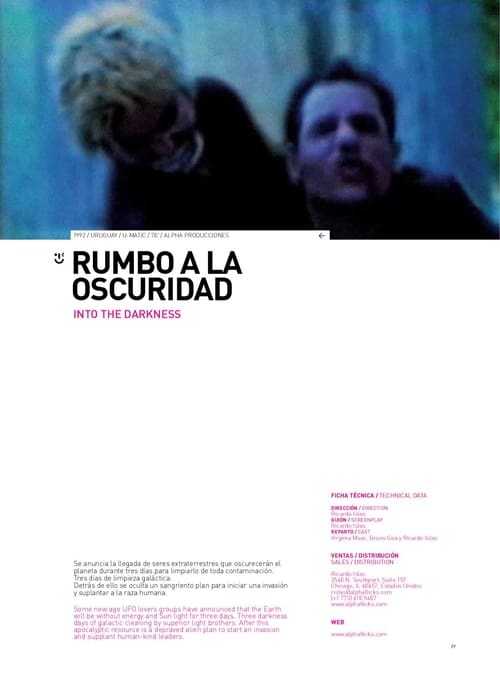 1992 / URUGUAY / U-MATIC / 70' / ALPHA PRODUCCIONES
RUMBO A LA
OSCURIDAD
INTO THE DARKNESS
FICHA TÉCNICA / TECHNICAL DATA
DIRECCIÓN / DIRECTION
Ricardo Islas
GUIÓN / SCREENPLAY
Ricardo Islas
REPARTO / CAST
Virginia Muar, Bruno Gea y Ricardo Islas
VENTAS / DISTRIBUCIÓN
SALES / DISTRIBUTION
Ricardo Islas
3540 N. Southport, Suite 197
Chicago, IL 60657, Estados Unidos
rislas@alphaflicks.com
(+1 773) 616 5467
www.alphaflicks.com
WEB
www.alphaflicks.com
Se anuncia la llegada de seres extraterrestres que oscurecerán el
planeta durante tres días para limpiarlo de toda contaminación.
Tres días de limpieza galáctica.
Detrás de ello se oculta un sangriento plan para iniciar una invasión
y suplantar a la raza humana.
Some new age UFO lovers groups have announced that the Earth
will be without energy and Sun light for three days. Three darkness
days of galactic cleaning by superior light brothers. After this
apocalyptic resource is a depraved alien plan to start an invasion
and supplant human-kind leaders.